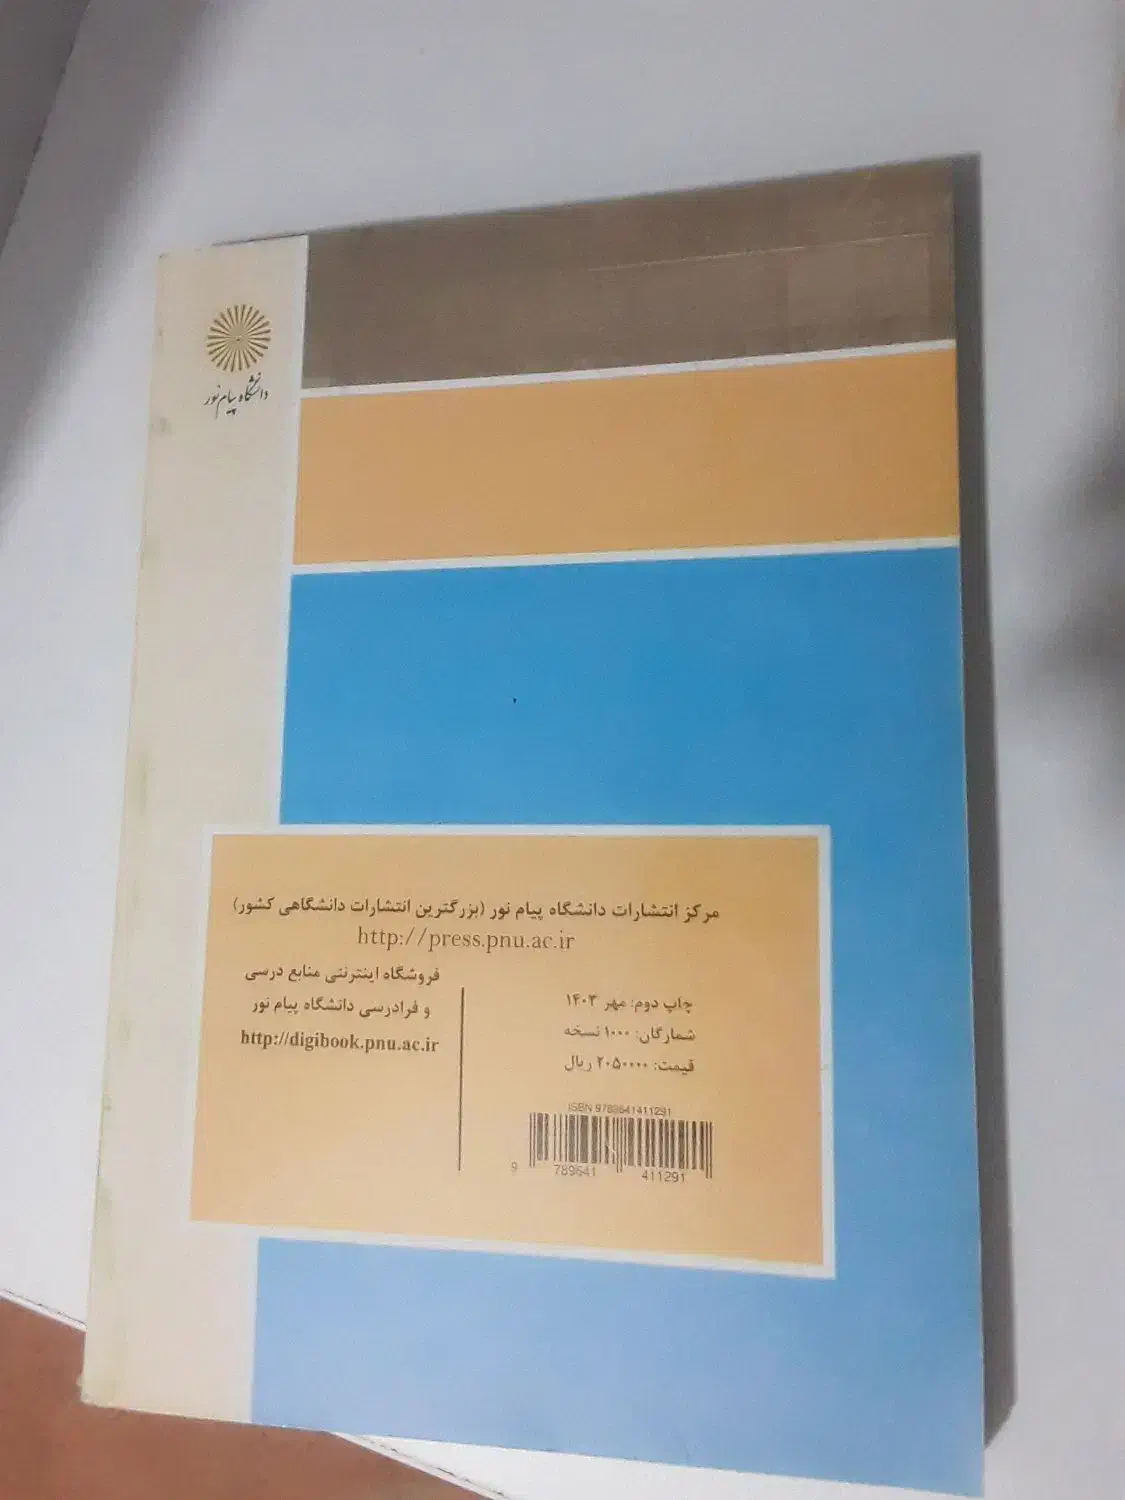 دانشگاه پیام نور
مرکز انتشارات دانشگاه پیام نور (بزرگترین انتشارات دانشگاهی کشور)
http://press.pnu.ac.ir
فروشگاه اینترنتی منابع درسی
و فرادرسی دانشگاه پیام نور
http://digibook.pnu.ac.ir
چاپ دوم: مهر ۱۴۰۳
شمارگان: ۱۰۰۰ نسخه
قیمت: ۲۰۵۰۰۰۰ ریال
ISBN 9789641411291
9 789641 411291